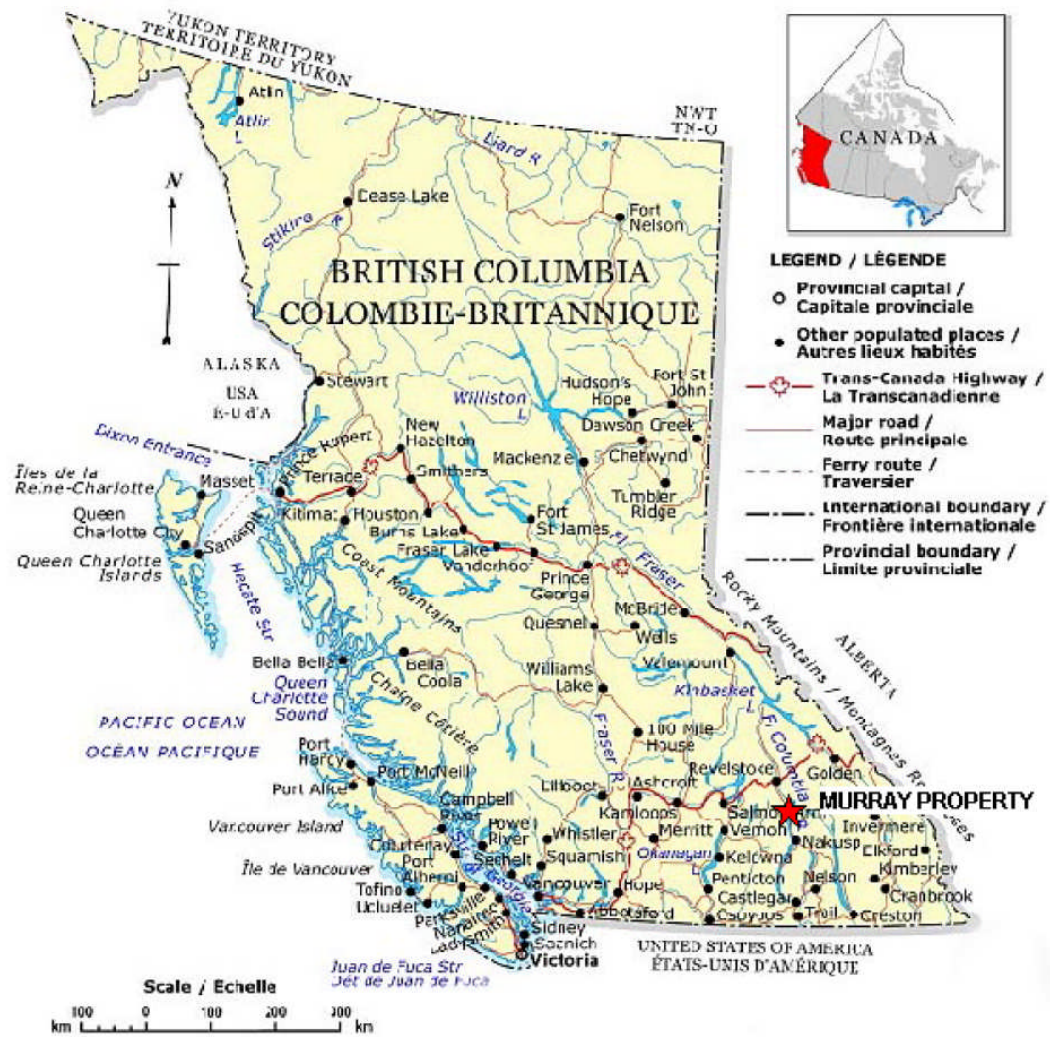 YUKON TERRITORY
TERRITOIRE DU YUKON
Atlin
Atlin
L
NWT
TN-O
Liard R
CANADA
Dease Lake
Stikine R
Fort
Nelson
BRITISH COLUMBIA
COLOMBIE-BRITANNIQUE
LEGEND / LÉGENDE
Provincial capital /
Capitale provinciale
Other populated places /
Autres lieux habités
Trans-Canada Highway /
La Transcanadienne
Major road /
Route principale
Ferry route /
Traversier
International boundary /
Frontière internationale
Provincial boundary /
Limite provinciale
N
ALASKA
USA
É-U d'A
Stewart
Williston
L
Hudson's
Hope
Fort St
John
Dawson Creek
Chetwynd
Mackenzie
Tumbler
Ridge
Dixon Entrance
Prince Rupert
New
Hazelton
Terrace
Smithers
Îles de la
Reine-Charlotte
Masset
Queen
Charlotte City
Sandspit
Queen Charlotte
Islands
Hecate Str
Kitimat
Houston
Burns Lake
Fort
St James
Fraser Lake
Vanderhoof
Prince
George
Fl Fraser
Coast Mountains
Chaîne Côtière
McBride
Quesnel
Wells
Valemount
Rocky Mountains / Montagnes Rocheuses
ALBERTA
Bella Bella
Bella
Coola
Queen
Charlotte
Sound
Williams
Lake
Kinbasket
L
PACIFIC OCEAN
OCÉAN PACIFIQUE
Fraser R
100 Mile
House
Fl Columbia
Port
Hardy
Port McNeill
Port Alice
Revelstoke
Golden
Lillooet
Ashcroft
Kamloops
Salmon Arm
MURRAY PROPERTY
Vancouver Island
Île de Vancouver
Campbell
River
Powell
River
Whistler
Merritt
Vernon
Nakusp
Invermere
Elkford
Courtenay
Sechelt
Squamish
Okanagan
L
Kelowna
Kimberley
Port
Alberni
Str of Georgia
Vancouver
Hope
Penticton
Nelson
Cranbrook
Tofino
Ucluelet
Castlegar
Parksville
Nanaimo
Ladysmith
Abbotsford
Osoyoos
Trail
Creston
Sidney
Saanich
Victoria
UNITED STATES OF AMERICA
ÉTATS-UNIS D'AMÉRIQUE
Juan de Fuca Str
Dét de Juan de Fuca
Scale / Échelle
100 0 100 200 300
km km